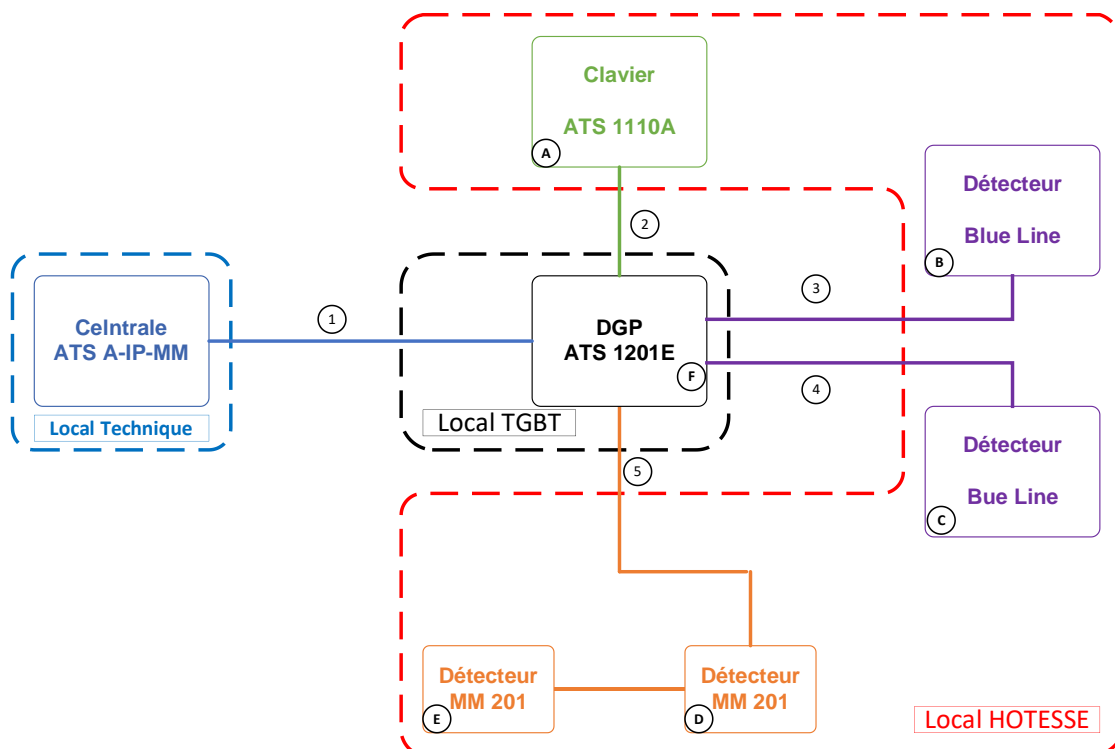 Clavier
ATS 1110A
A
Détecteur
Blue Line
B
2
3
1
CeIntrale
ATS A-IP-MM
Local Technique
DGP
ATS 1201E
F
Local TGBT
4
5
Détecteur
Bue Line
C
Détecteur
MM 201
E
Détecteur
MM 201
D
Local HOTESSE